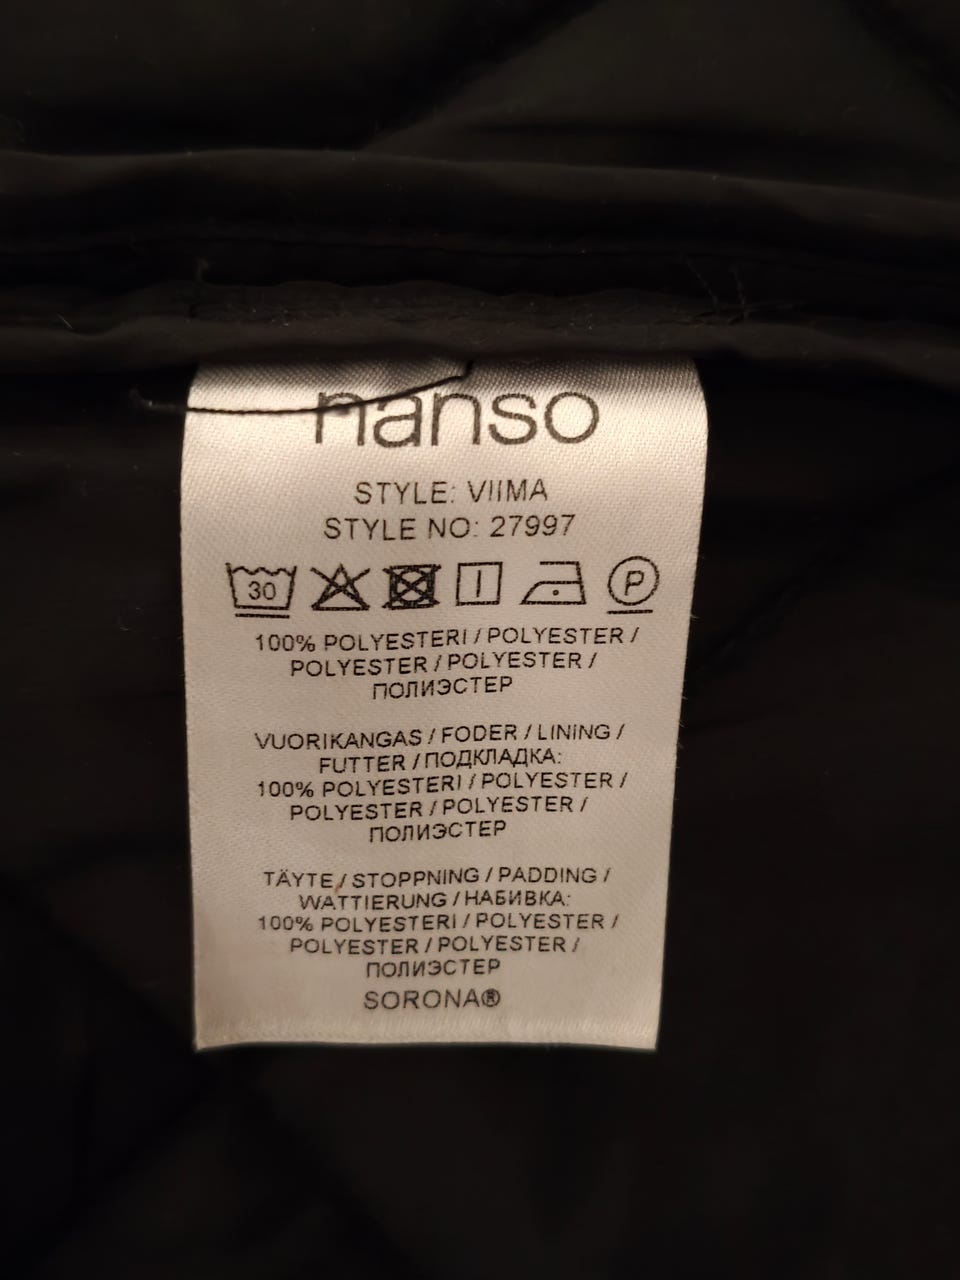 nanso
STYLE: VIIMA
STYLE NO: 27997
30 P
100% POLYESTERI / POLYESTER /
POLYESTER / POLYESTER /
ПОЛИЭСТЕР
VUORIKANGAS / FODER / LINING /
FUTTER / ПОДКЛАДКА:
100% POLYESTERI / POLYESTER /
POLYESTER / POLYESTER /
ПОЛИЭСТЕР
TÄYTE / STOPPNING / PADDING /
WATTIERUNG / НАБИВКА:
100% POLYESTERI / POLYESTER /
POLYESTER / POLYESTER /
ПОЛИЭСТЕР
SORONA®